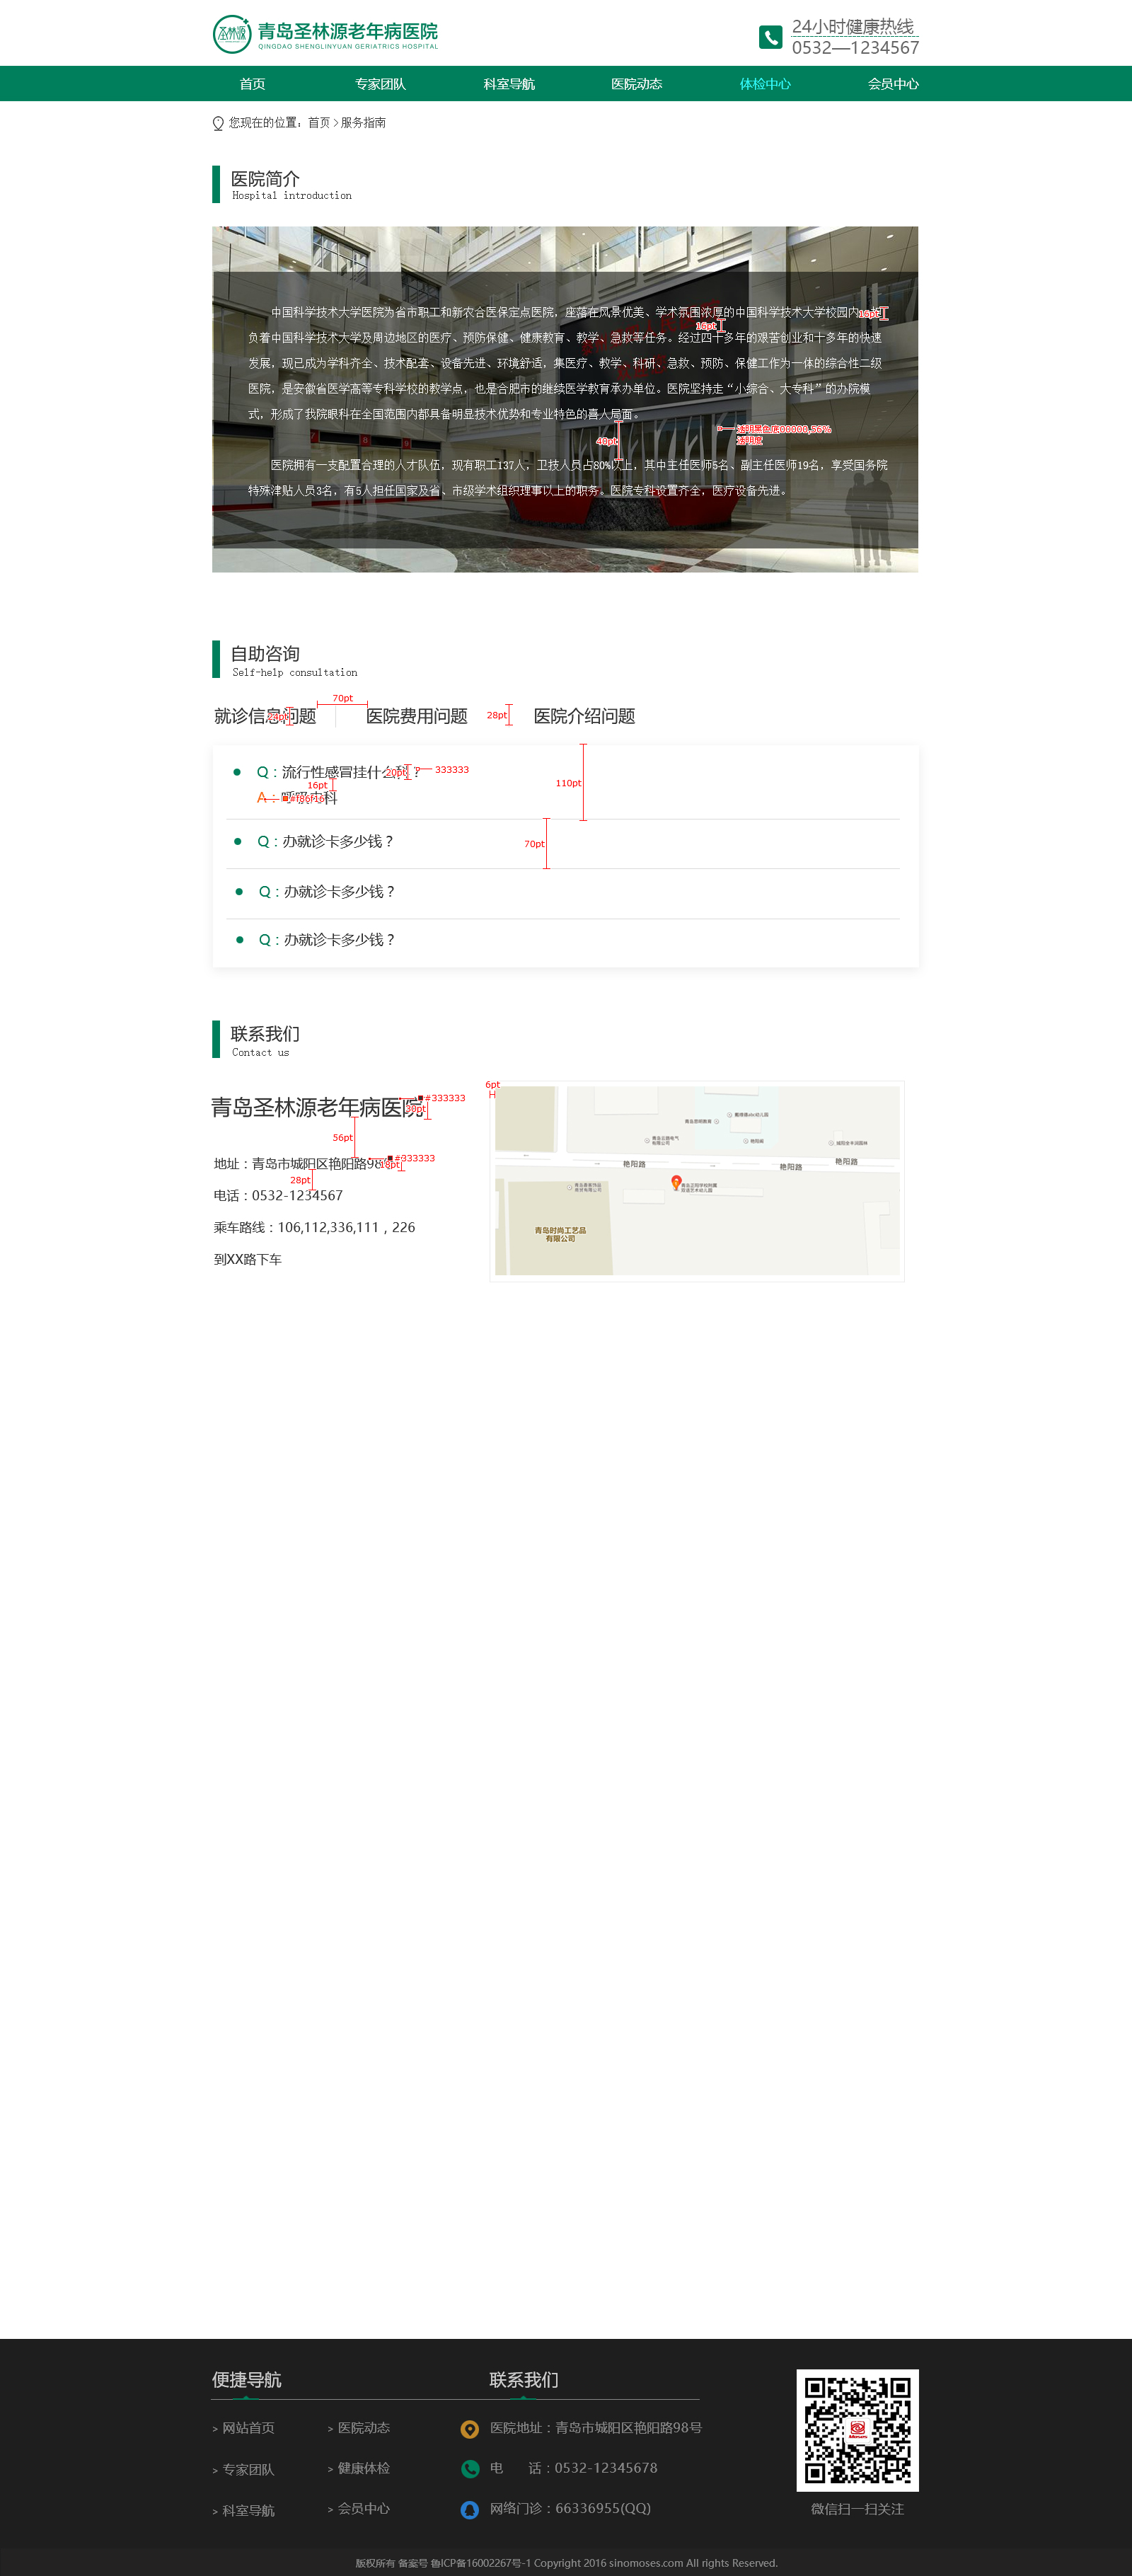 青岛圣林源老年病医院
QINGDAO SHENGLINYUAN GERIATRICS HOSPITAL
24小时健康热线
0532—1234567
首页 专家团队 科室导航 医院动态 体检中心 会员中心
您现在的位置：首页>服务指南
医院简介
Hospital introduction
中国科学技术大学医院为省市职工和新农合医保定点医院，座落在风景优美、学术氛围浓厚的中国科学技术大学校园内，
16pt
16pt
负着中国科学技术大学及周边地区的医疗、预防保健、健康教育、教学、急救等任务。经过四十多年的艰苦创业和十多年的快速
发展，现已成为学科齐全、技术配套、设备先进、环境舒适，集医疗、教学、科研、急救、预防、保健工作为一体的综合性二级
医院，是安徽省医学高等专科学校的教学点，也是合肥市的继续医学教育承办单位。医院坚持走“小综合、大专科”的办院模
式，形成了我院眼科在全国范围内都具备明显技术优势和专业特色的喜人局面。
40pt
透明黑色底00000,56%
透明度
医院拥有一支配置合理的人才队伍，现有职工137人，卫技人员占80%以上，其中主任医师5名、副主任医师19名，享受国务院
特殊津贴人员3名，有5人担任国家及省、市级学术组织理事以上的职务。医院专科设置齐全，医疗设备先进。
自助咨询
Self-help consultation
70pt
就诊信息问题 医院费用问题 医院介绍问题
24pt
28pt
Q：流行性感冒挂什么科？
20pt
333333
16pt
110pt
A：呼吸内科
Q：办就诊卡多少钱？
70pt
Q：办就诊卡多少钱？
Q：办就诊卡多少钱？
联系我们
Contact us
6pt
青岛圣林源老年病医院
#333333
30pt
56pt
地址：青岛市城阳区艳阳路98
#333333
18pt
28pt
电话：0532-1234567
乘车路线：106,112,336,111，226
到XX路下车
艳阳路
艳阳路
艳阳路
青岛时尚工艺品
有限公司
便捷导航
联系我们
> 网站首页
> 医院动态
医院地址：青岛市城阳区艳阳路98号
> 专家团队
> 健康体检
电 话：0532-12345678
> 科室导航
> 会员中心
网络门诊：66336955(QQ)
微信扫一扫关注
版权所有 备案号 鲁ICP备16002267号-1 Copyright 2016 sinomoses.com All rights Reserved.